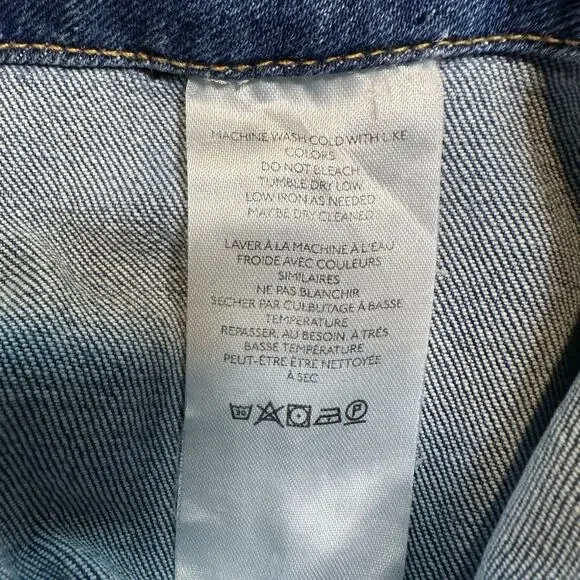 MACHINE WASH COLD WITH LIKE
COLORS
DO NOT BLEACH
TUMBLE DRY LOW
LOW IRON AS NEEDED
MAY BE DRY CLEANED
LAVER À LA MACHINE À L'EAU
FROIDE AVEC COULEURS
SIMILAIRES
NE PAS BLANCHIR
SÉCHER PAR CULBUTAGE À BASSE
TEMPÉRATURE
REPASSER, AU BESOIN, À TRÉS
BASSE TEMPÉRATURE
PEUT-ÊTRE ÊTRE NETTOYÉE
À SEC
30 P